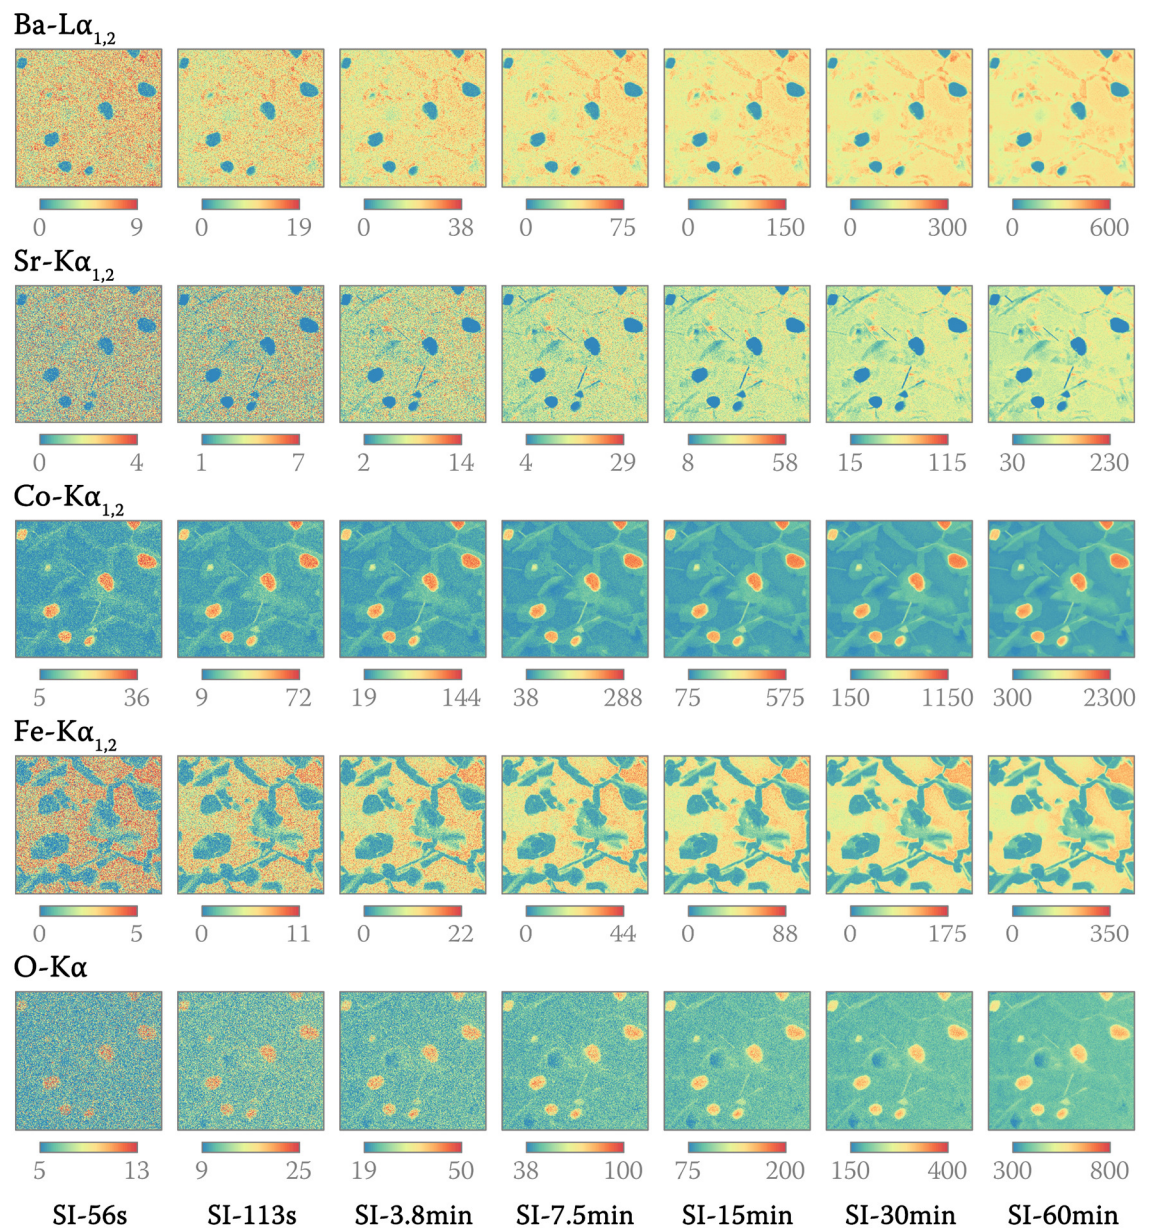 Ba-Lα1,2
0 9 0 19 0 38 0 75 0 150 0 300 0 600
Sr-Kα1,2
0 4 1 7 2 14 4 29 8 58 15 115 30 230
Co-Kα1,2
5 36 9 72 19 144 38 288 75 575 150 1150 300 2300
Fe-Kα1,2
0 5 0 11 0 22 0 44 0 88 0 175 0 350
O-Kα
5 13 9 25 19 50 38 100 75 200 150 400 300 800
SI-56s SI-113s SI-3.8min SI-7.5min SI-15min SI-30min SI-60min